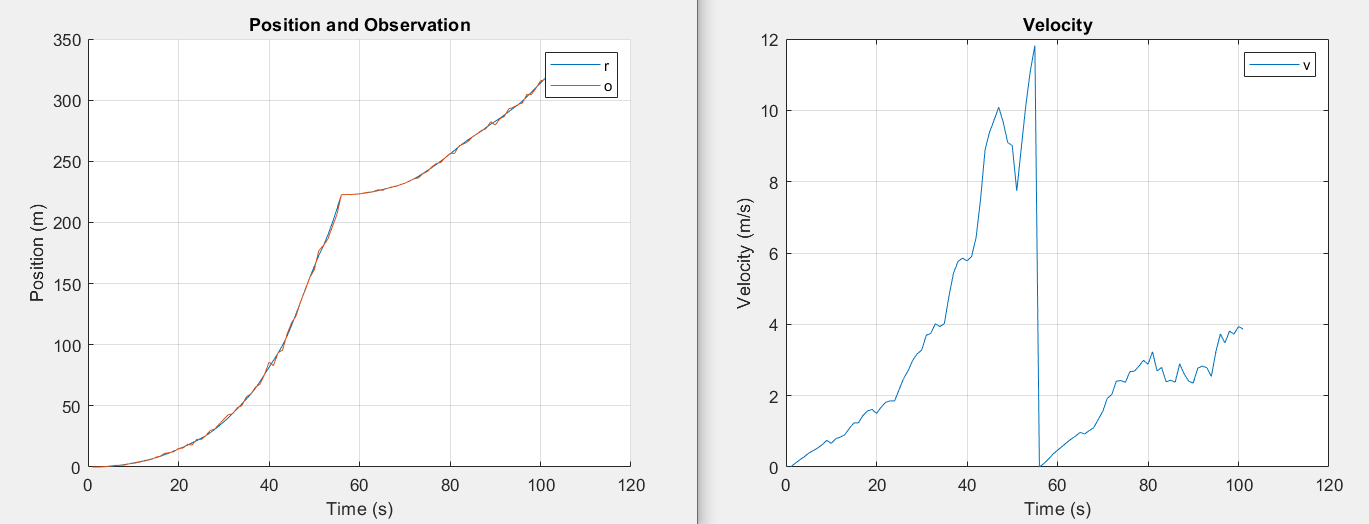 Position and Observation
350
300
250
200
150
100
50
0
0 20 40 60 80 100 120
Position (m)
Time (s)
r
o
Velocity
12
10
8
6
4
2
0
0 20 40 60 80 100 120
Velocity (m/s)
Time (s)
v